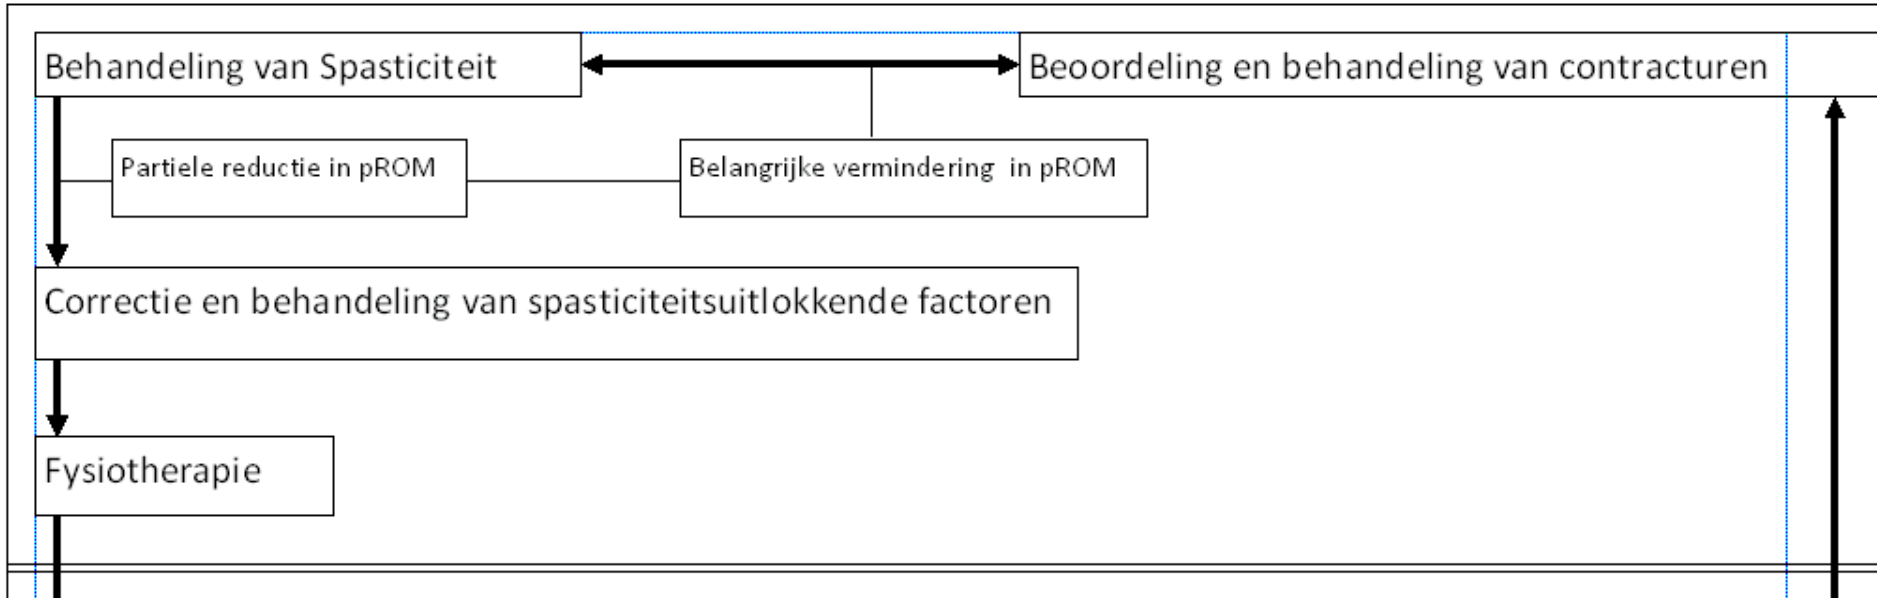 Behandeling van Spasticiteit
Beoordeling en behandeling van contracturen
Partiele reductie in pROM
Belangrijke vermindering in pROM
Correctie en behandeling van spasticiteitsuitlokkende factoren
Fysiotherapie